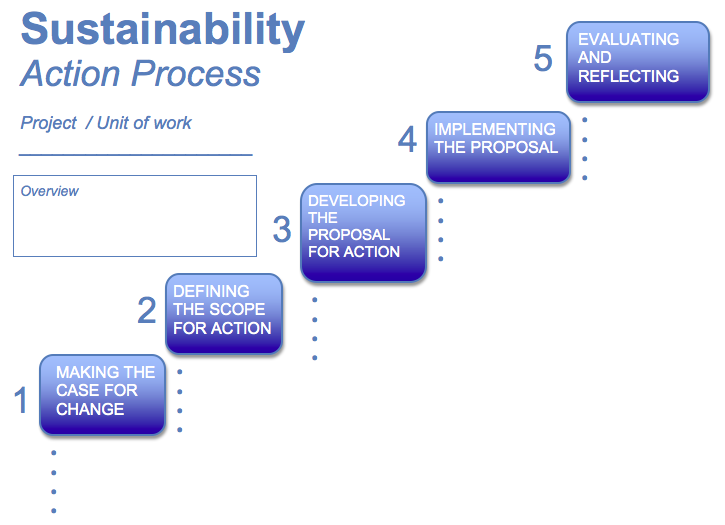 Sustainability
Action Process
Project / Unit of work
Overview
1
MAKING THE
CASE FOR
CHANGE
2
DEFINING
THE SCOPE
FOR ACTION
3
DEVELOPING
THE
PROPOSAL
FOR ACTION
4
IMPLEMENTING
THE PROPOSAL
5
EVALUATING
AND
REFLECTING